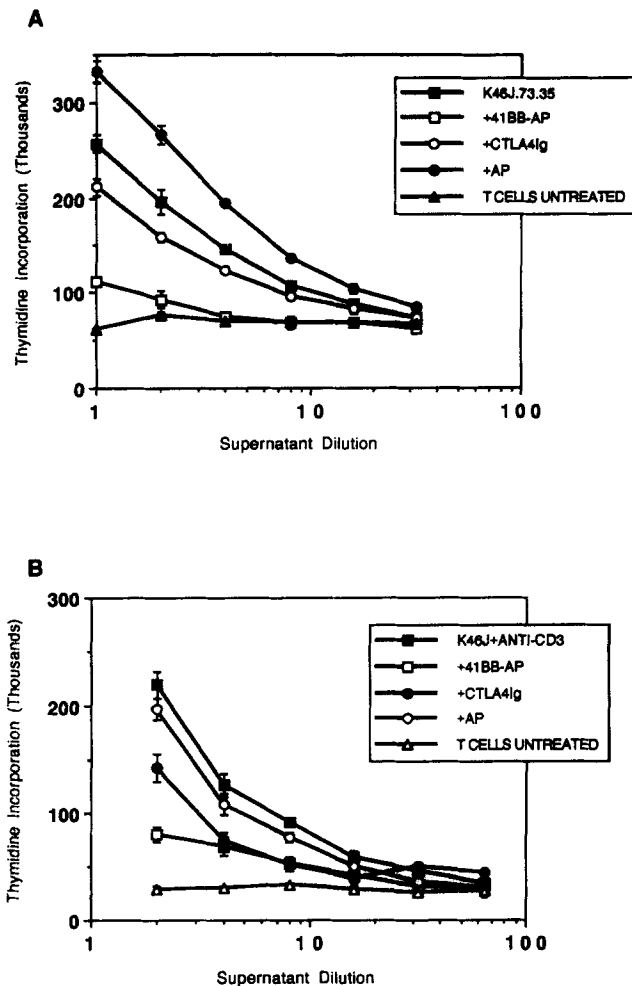 A
Thymidine Incorporation (Thousands)
300
200
100
0
1
10
100
Supernatant Dilution
K46J.73.35
+41BB-AP
+CTLA4Ig
+AP
T CELLS UNTREATED
B
Thymidine Incorporation (Thousands)
300
200
100
0
1
10
100
Supernatant Dilution
K46J+ANTI-CD3
+41BB-AP
+CTLA4Ig
+AP
T CELLS UNTREATED